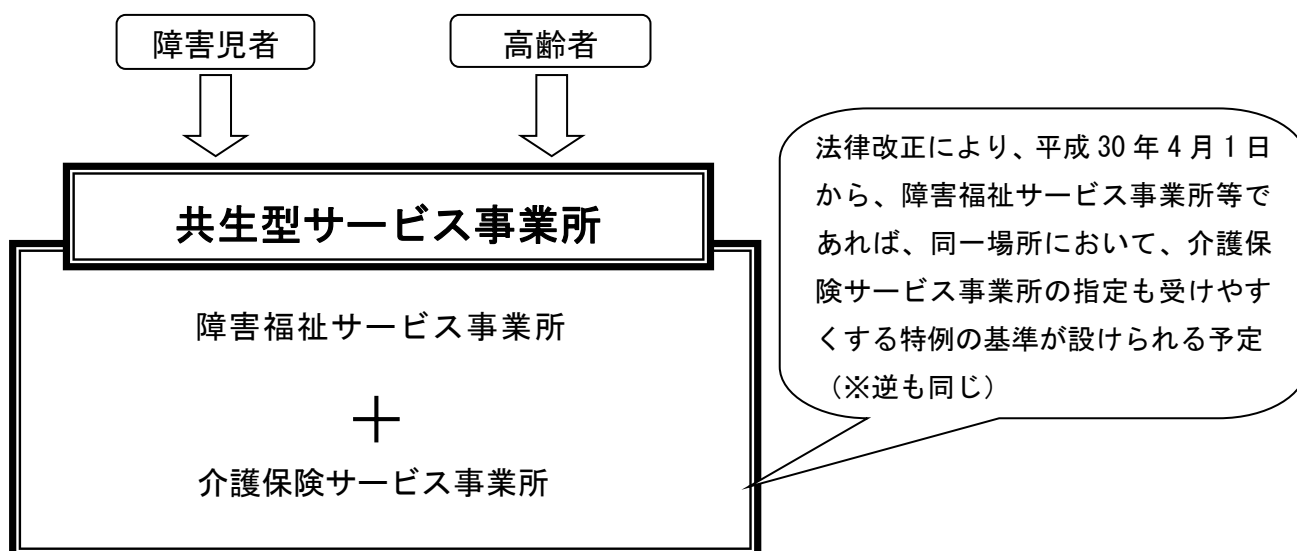 障害児者
高齢者
共生型サービス事業所
障害福祉サービス事業所
＋
介護保険サービス事業所
法律改正により、平成 30 年 4 月 1 日
から、障害福祉サービス事業所等で
あれば、同一場所において、介護保
険サービス事業所の指定も受けやす
くする特例の基準が設けられる予定
（※逆も同じ）